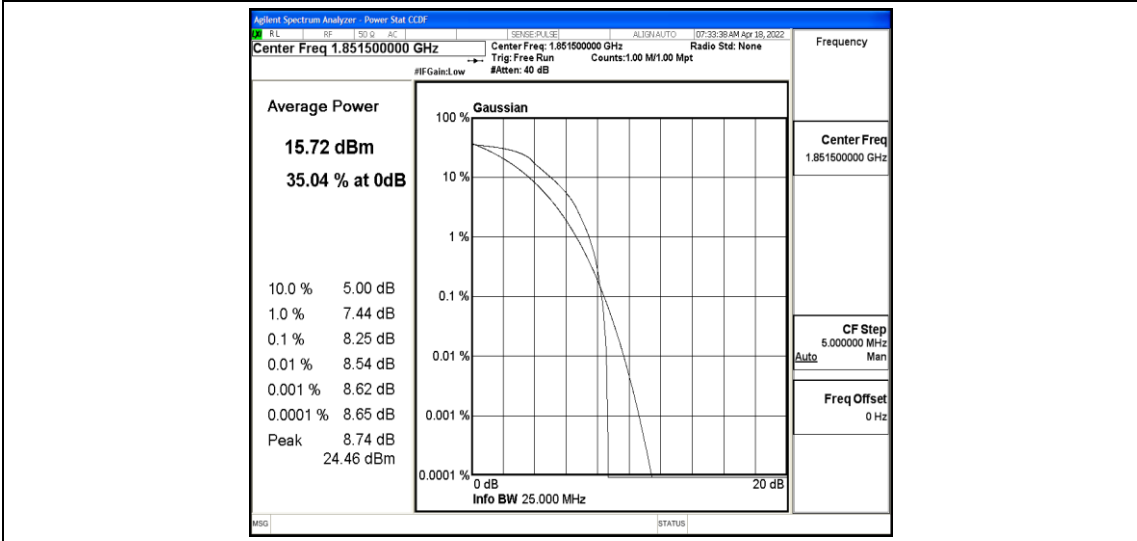 Agilent Spectrum Analyzer - Power Stat CCDF
LXI RL RF 50 Ω AC SENSE:PULSE ALIGNAUTO 07:33:38 AM Apr 18, 2022
Center Freq 1.851500000 GHz
Center Freq: 1.851500000 GHz Radio Std: None
Trig: Free Run Counts:1.00 M/1.00 Mpt
#IFGain:Low #Atten: 40 dB
Frequency
Average Power
15.72 dBm
35.04 % at 0dB
10.0 % 5.00 dB
1.0 % 7.44 dB
0.1 % 8.25 dB
0.01 % 8.54 dB
0.001 % 8.62 dB
0.0001 % 8.65 dB
Peak 8.74 dB
24.46 dBm
Gaussian
100 %
10 %
1 %
0.1 %
0.01 %
0.001 %
0.0001 %
0 dB 20 dB
Info BW 25.000 MHz
Center Freq
1.851500000 GHz
CF Step
5.000000 MHz
Auto Man
Freq Offset
0 Hz
MSG STATUS